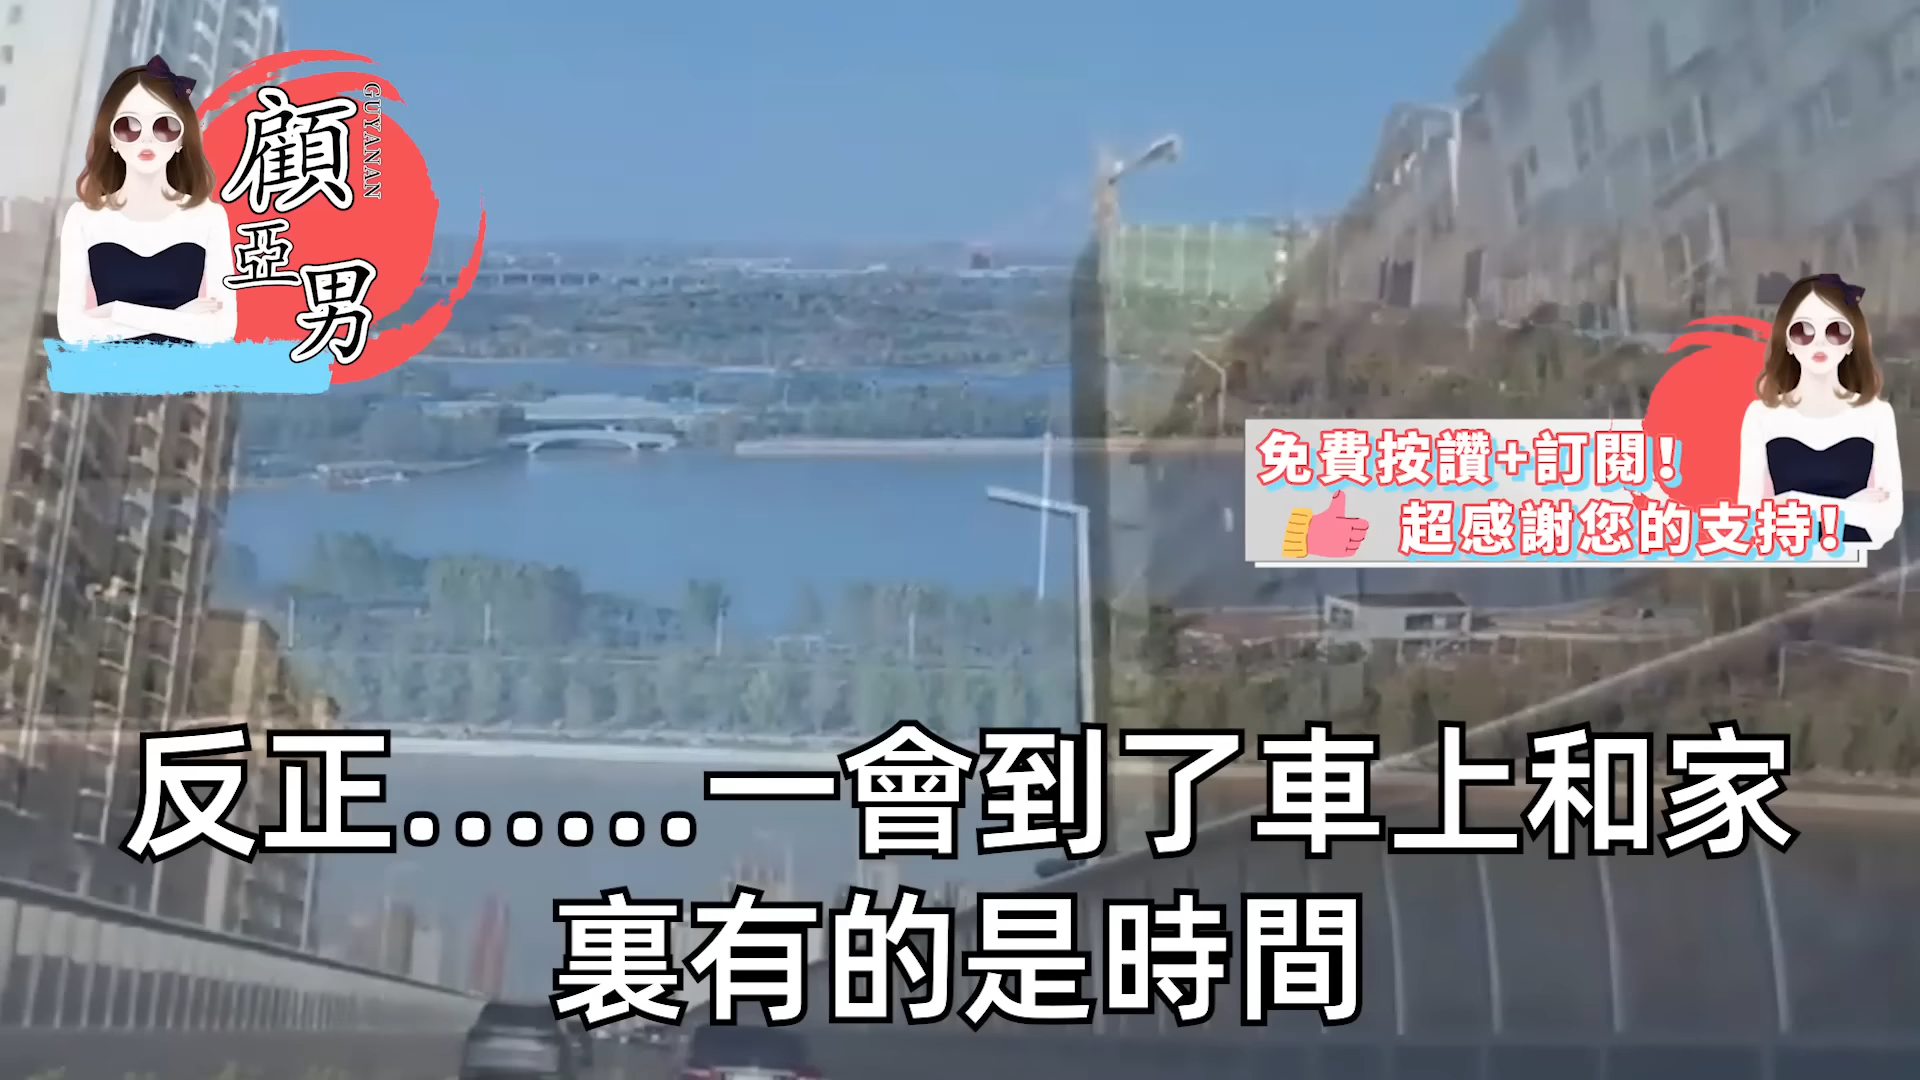 顧亞男
GUYANAN
免費按讚+訂閱!
超感謝您的支持!
反正......一會到了車上和家
裏有的是時間